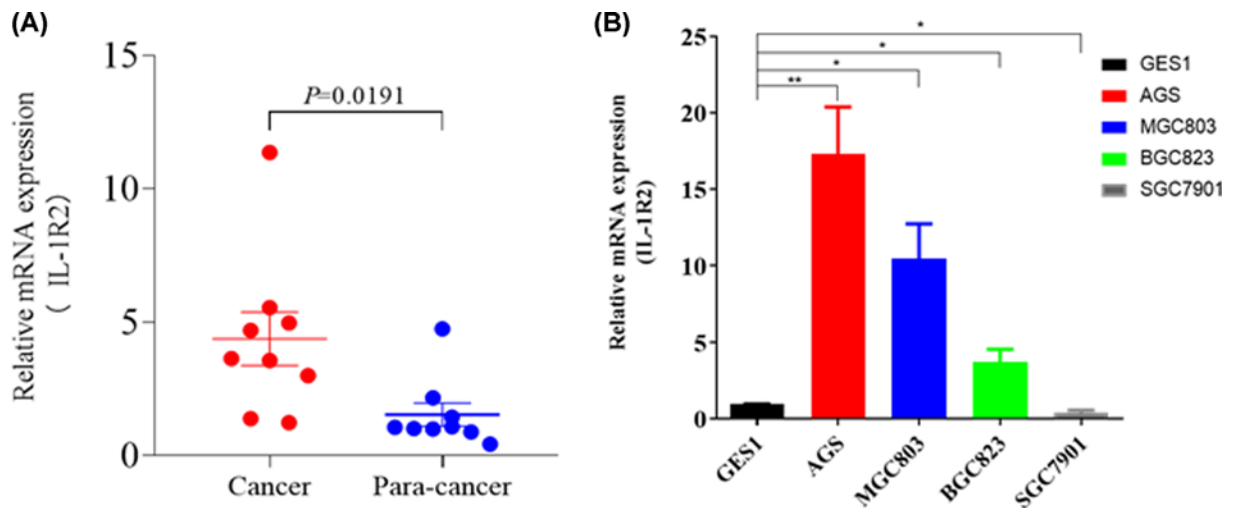 (A)
Relative mRNA expression
( IL-1R2)
15
10
5
0
P=0.0191
Cancer
Para-cancer
(B)
Relative mRNA expression
(IL-1R2)
25
20
15
10
5
0
*
*
*
**
GES1
AGS
MGC803
BGC823
SGC7901
GES1
AGS
MGC803
BGC823
SGC7901